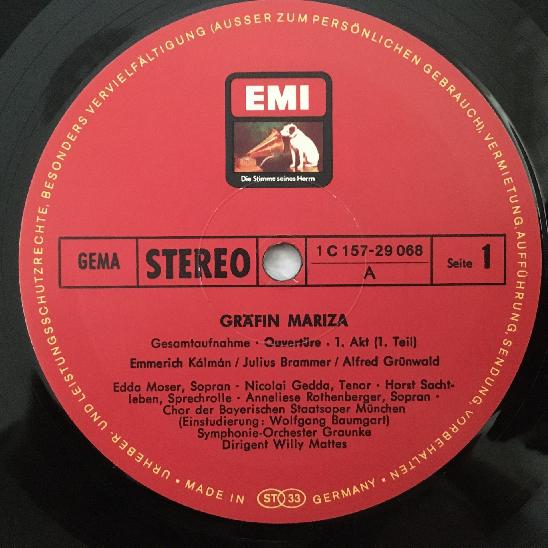 URHEBER- UND LEISTUNGSSCHUTZRECHTE, BESONDERS VERVIELFÄLTIGUNG (AUSSER ZUM PERSÖNLICHEN GEBRAUCH), VERMIETUNG, AUFFÜHRUNG, SENDUNG, VORBEHALTEN · MADE IN ST 33 GERMANY ·
EMI
Die Stimme seines Herrn
GEMA
STEREO
1 C 157-29 068
A
Seite 1
GRÄFIN MARIZA
Gesamtaufnahme · Ouvertüre · 1. Akt (1. Teil)
Emmerich Kálmán / Julius Brammer / Alfred Grünwald
Edda Moser, Sopran · Nicolai Gedda, Tenor · Horst Sacht-
leben, Sprechrolle · Anneliese Rothenberger, Sopran ·
Chor der Bayerischen Staatsoper München
(Einstudierung: Wolfgang Baumgart)
Symphonie-Orchester Graunke
Dirigent Willy Mattes